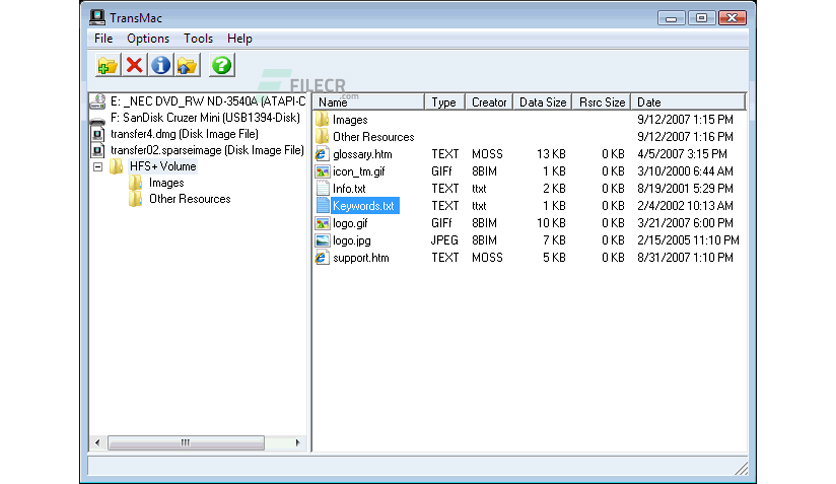 TransMac
File Options Tools Help
FILECR
.com
E: _NEC DVD_RW ND-3540A (ATAPI-C
F: SanDisk Cruzer Mini (USB1394-Disk)
transfer4.dmg (Disk Image File)
transfer02.sparseimage (Disk Image File)
HFS+ Volume
Images
Other Resources
Name Type Creator Data Size Rsrc Size Date
Images 9/12/2007 1:15 PM
Other Resources 9/12/2007 1:16 PM
glossary.htm TEXT MOSS 13 KB 0 KB 4/5/2007 3:15 PM
icon_tm.gif GIFf 8BIM 1 KB 0 KB 3/10/2000 6:44 AM
Info.txt TEXT ttxt 2 KB 0 KB 8/19/2001 5:29 PM
Keywords.txt TEXT ttxt 1 KB 0 KB 2/4/2002 10:13 AM
logo.gif GIFf 8BIM 10 KB 0 KB 3/21/2007 6:00 PM
logo.jpg JPEG 8BIM 7 KB 0 KB 2/15/2005 11:10 PM
support.htm TEXT MOSS 5 KB 0 KB 8/31/2007 1:10 PM